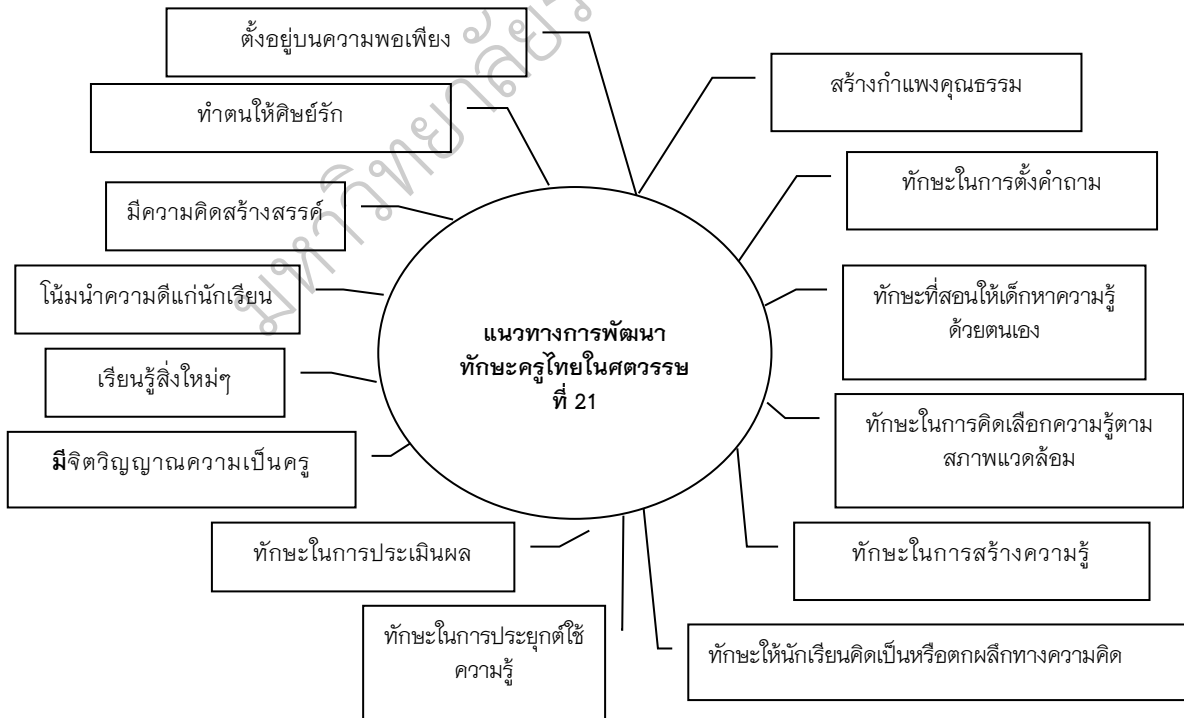 ตั้งอยู่บนความพอเพียง
สร้างกำแพงคุณธรรม
ทำตนให้ศิษย์รัก
ทักษะในการตั้งคำถาม
มีความคิดสร้างสรรค์
โน้มนำความดีแก่นักเรียน
ทักษะที่สอนให้เด็กหาความรู้
ด้วยตนเอง
แนวทางการพัฒนา
ทักษะครูไทยในศตวรรษ
ที่ 21
เรียนรู้สิ่งใหม่ๆ
ทักษะในการคิดเลือกความรู้ตาม
สภาพแวดล้อม
มีจิตวิญญาณความเป็นครู
ทักษะในการประเมินผล
ทักษะในการสร้างความรู้
ทักษะในการประยุกต์ใช้
ความรู้
ทักษะให้นักเรียนคิดเป็นหรือตกผลึกทางความคิด
มหาวิทยาลัย